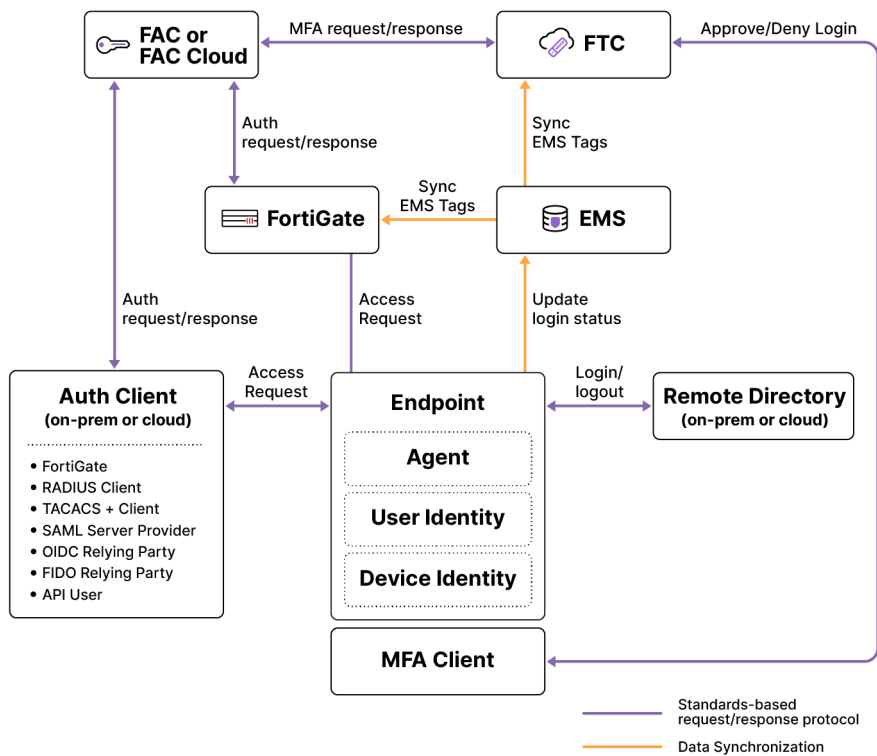 FAC or
FAC Cloud
MFA request/response
FTC
Approve/Deny Login
Auth
request/response
Sync
EMS Tags
FortiGate
Sync
EMS Tags
EMS
Auth
request/response
Access
Request
Update
login status
Auth Client
(on-prem or cloud)
• FortiGate
• RADIUS Client
• TACACS + Client
• SAML Server Provider
• OIDC Relying Party
• FIDO Relying Party
• API User
Access
Request
Endpoint
Agent
User Identity
Device Identity
Login/
logout
Remote Directory
(on-prem or cloud)
MFA Client
Standards-based
request/response protocol
Data Synchronization